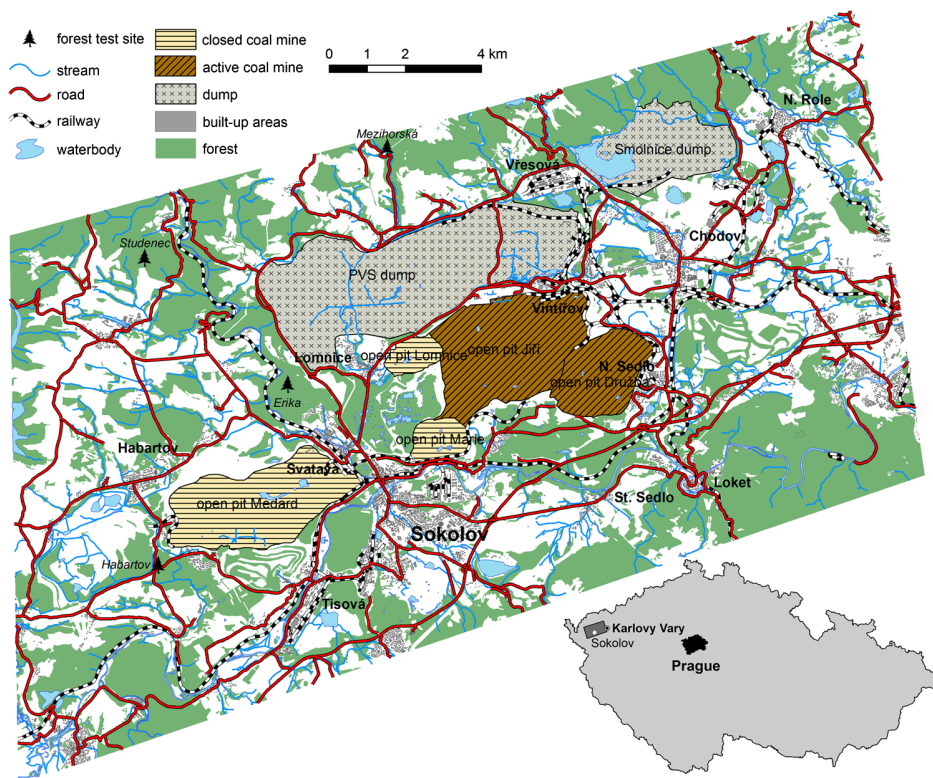 forest test site
stream
road
railway
waterbody
closed coal mine
active coal mine
dump
built-up areas
forest
0 2 4 km
N. Role
Mezihorská
Smolnice dump
Vřesová
Studenec
Chodov
PVS dump
Vintířov
Lomnice
open pit Lomnice
open pit Jiří
N. Sedlo
open pit Družba
Erika
Habartov
open pit Marie
Svatava
Loket
St. Sedlo
open pit Medard
Sokolov
Habartov
Tisová
Karlovy Vary
Sokolov
Prague